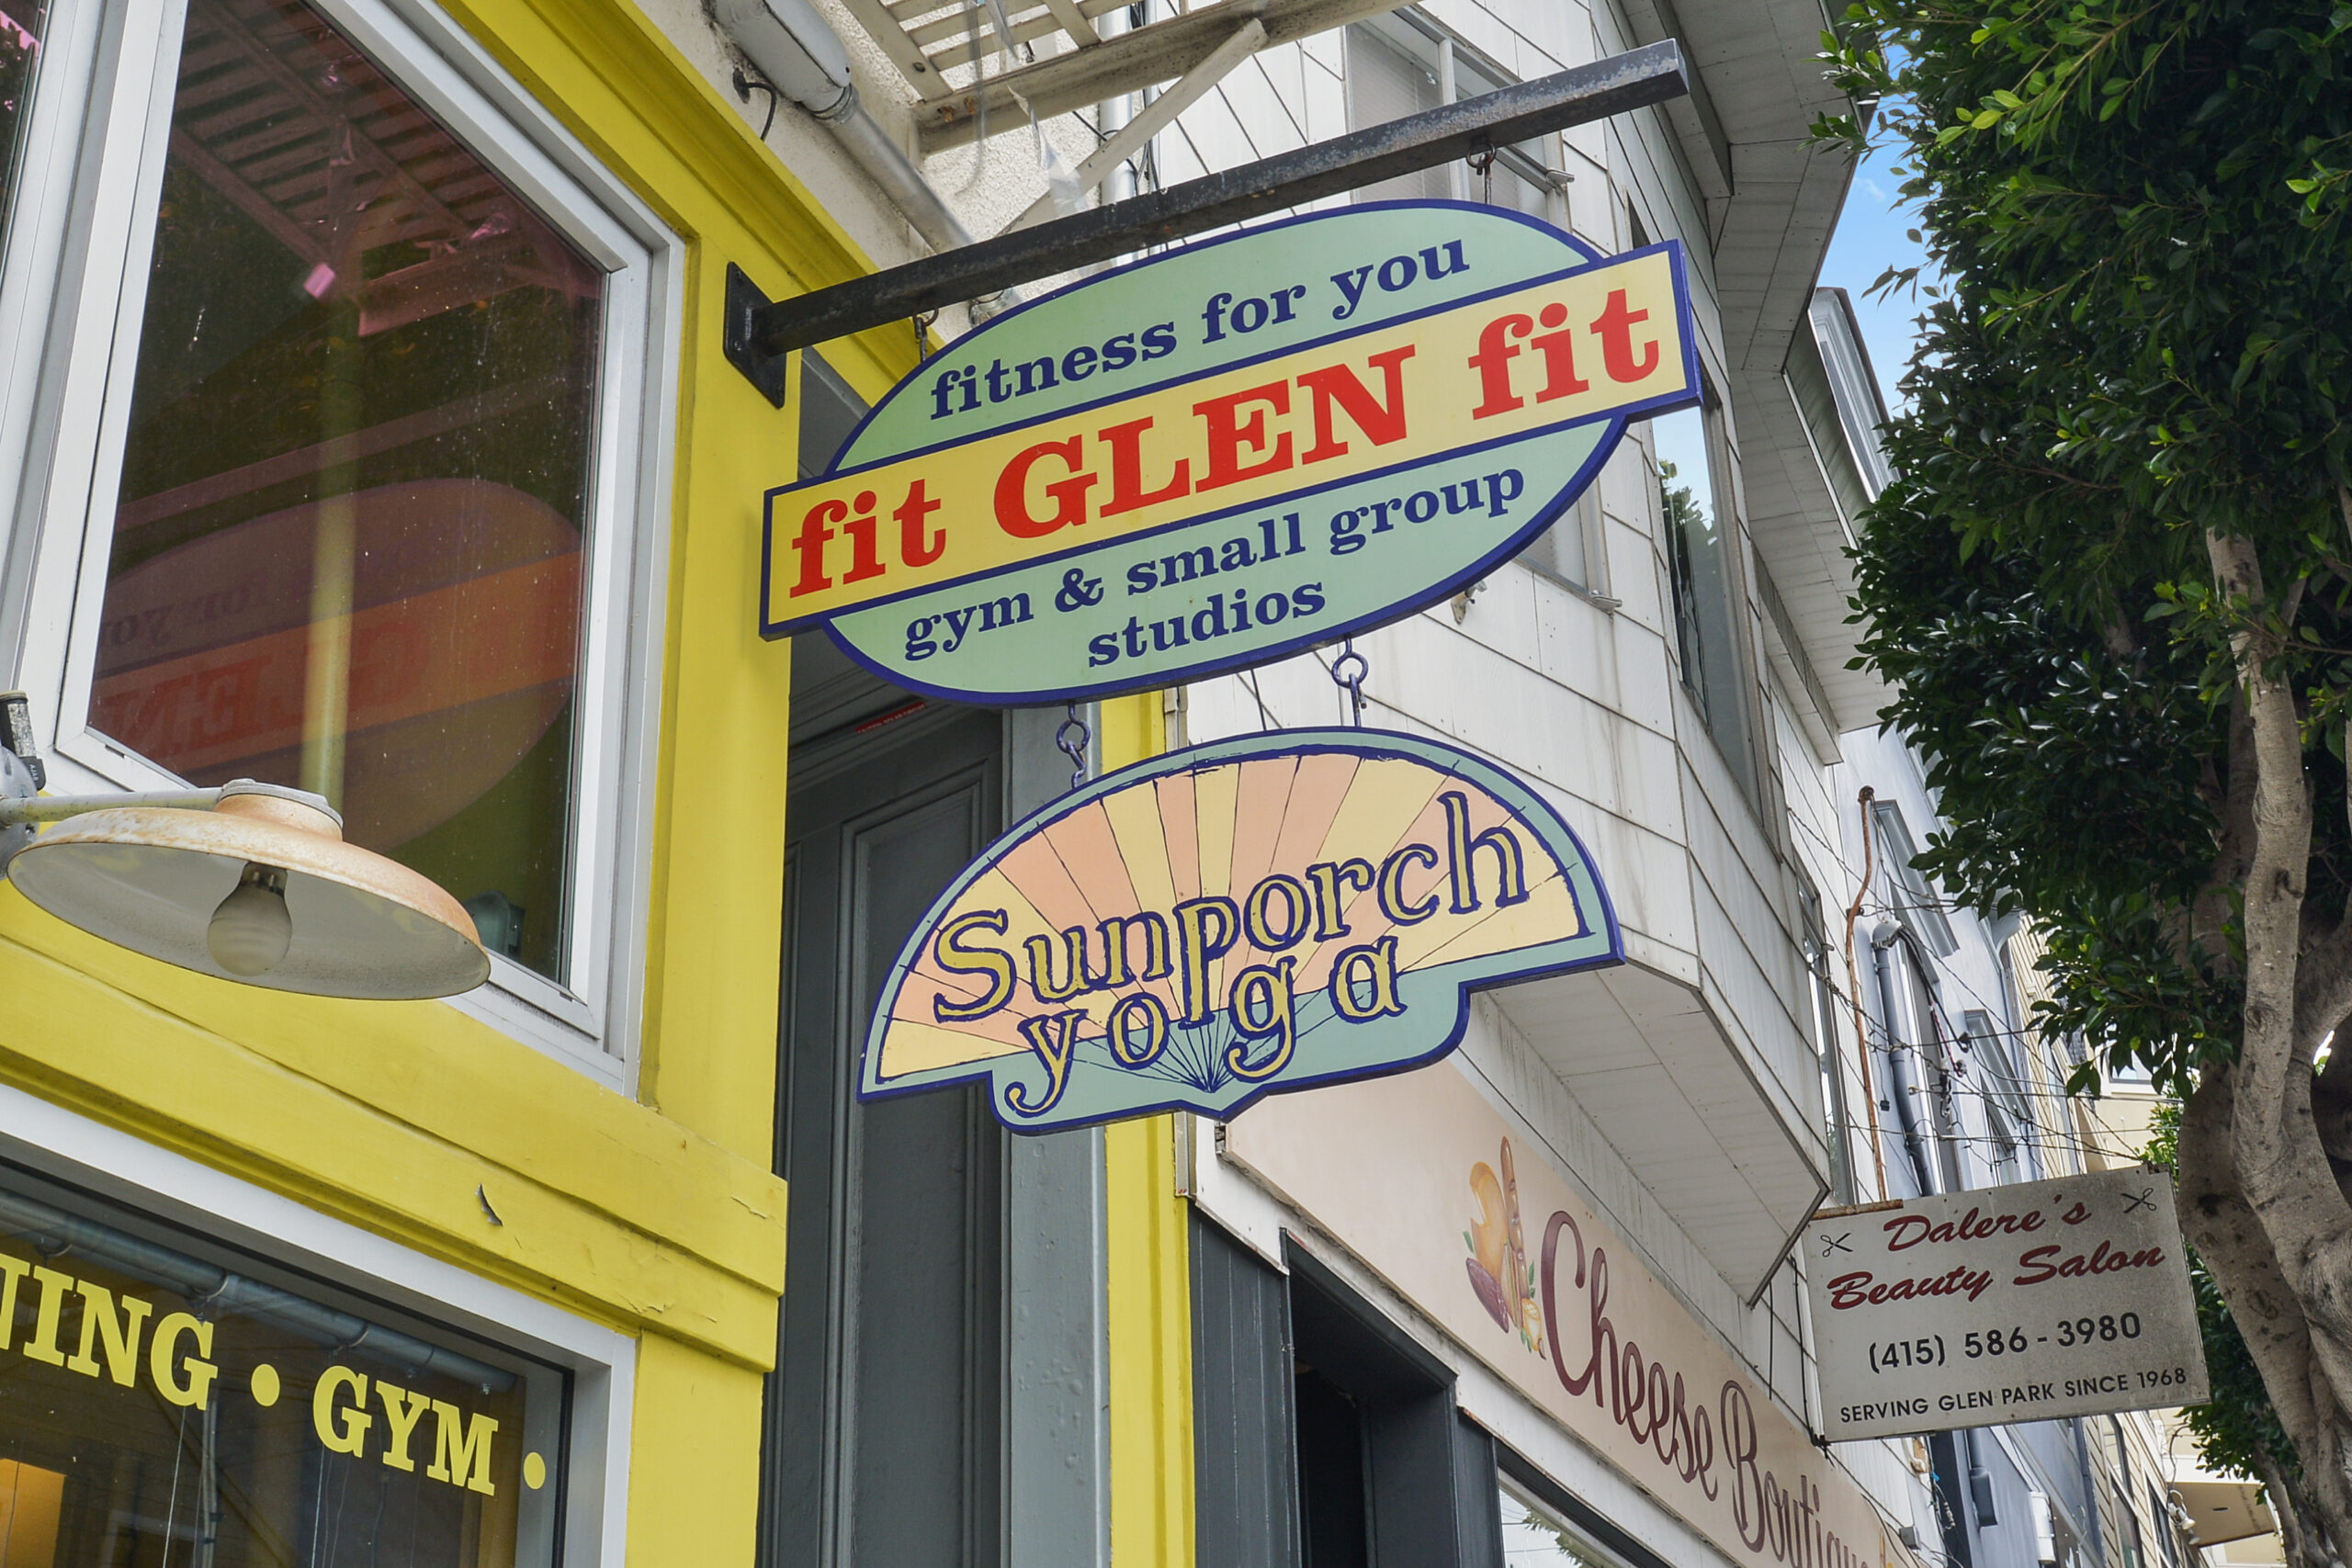 fitness for you
fit GLEN fit
gym & small group
studios
Sunporch
yoga
NING • GYM •
Cheese Boutique
Dalere's
Beauty Salon
(415) 586-3980
SERVING GLEN PARK SINCE 1968